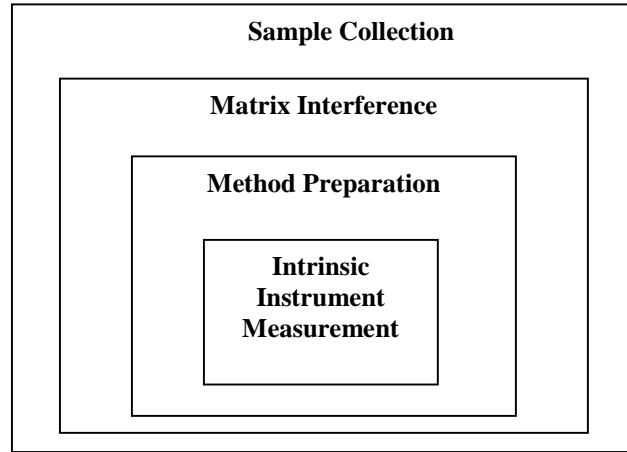 Sample Collection
Matrix Interference
Method Preparation
Intrinsic
Instrument
Measurement